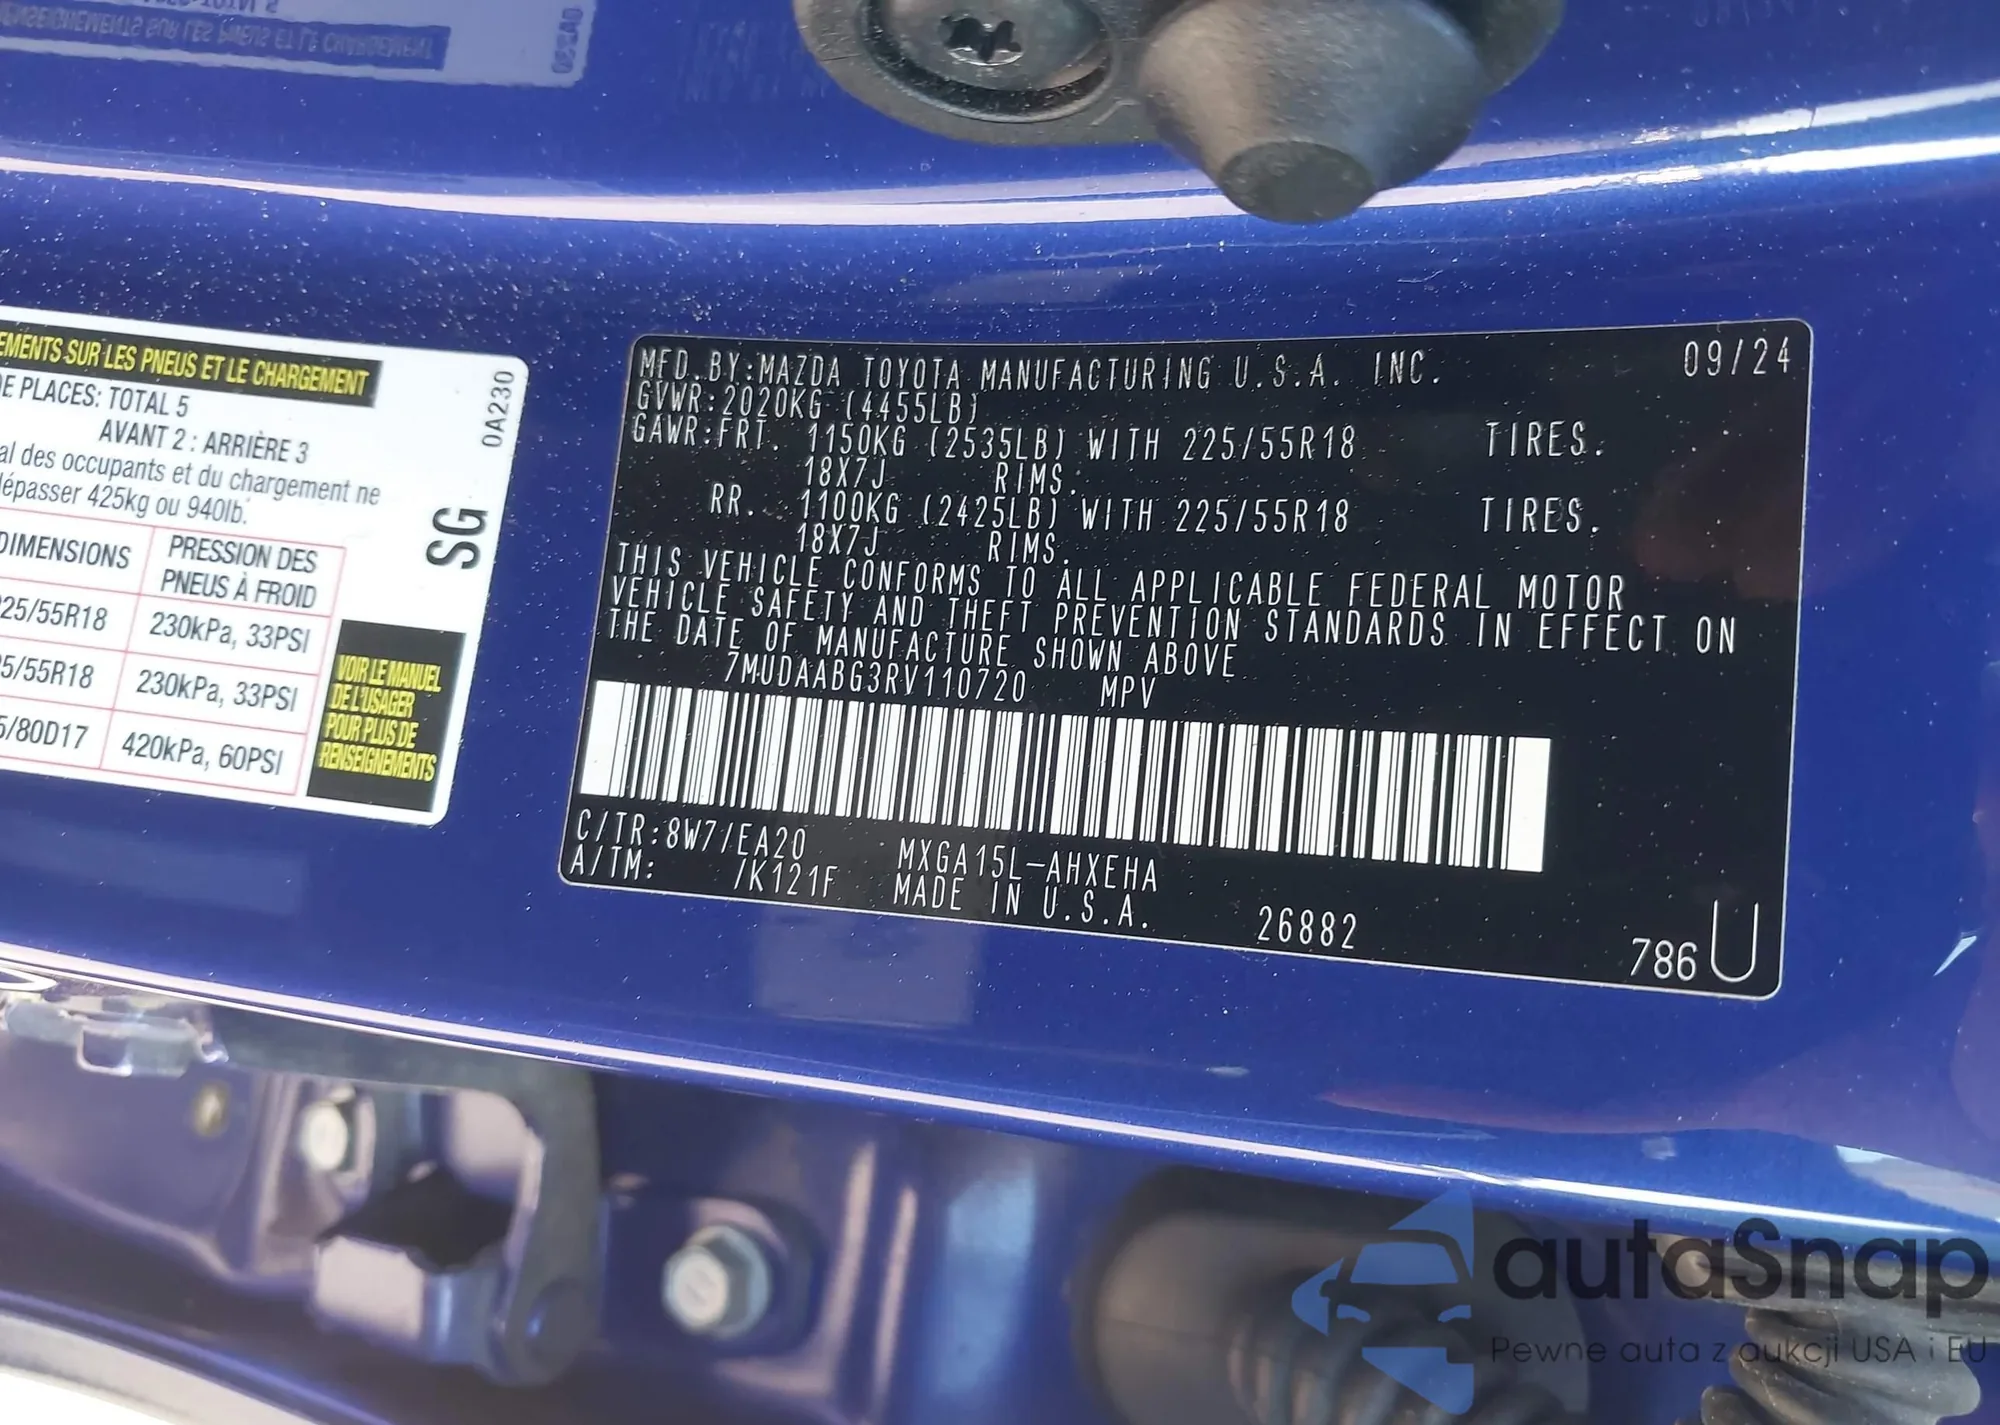 EMENTS SUR LES PNEUS ET LE CHARGEMENT
DE PLACES: TOTAL 5
AVANT 2 : ARRIÈRE 3
al des occupants et du chargement ne
dépasser 425kg ou 940lb.
DIMENSIONS
PRESSION DES
PNEUS À FROID
225/55R18
230kPa, 33PSI
25/55R18
230kPa, 33PSI
5/80D17
420kPa, 60PSI
VOIR LE MANUEL
DE L'USAGER
POUR PLUS DE
RENSEIGNEMENTS
0A230
SG
MFD.BY:MAZDA TOYOTA MANUFACTURING U.S.A. INC. 09/24
GVWR:2020KG (4455LB)
GAWR:FRT. 1150KG (2535LB) WITH 225/55R18 TIRES.
18X7J RIMS.
RR. 1100KG (2425LB) WITH 225/55R18 TIRES.
18X7J RIMS.
THIS VEHICLE CONFORMS TO ALL APPLICABLE FEDERAL MOTOR
VEHICLE SAFETY AND THEFT PREVENTION STANDARDS IN EFFECT ON
THE DATE OF MANUFACTURE SHOWN ABOVE
7MUDAABG3RV110720 MPV
C/TR:8W7/EA20 MXGA15L-AHXEHA
A/TM: /K121F MADE IN U.S.A. 26882 786 U
autaSnap
Pewne auta z aukcji USA i EU